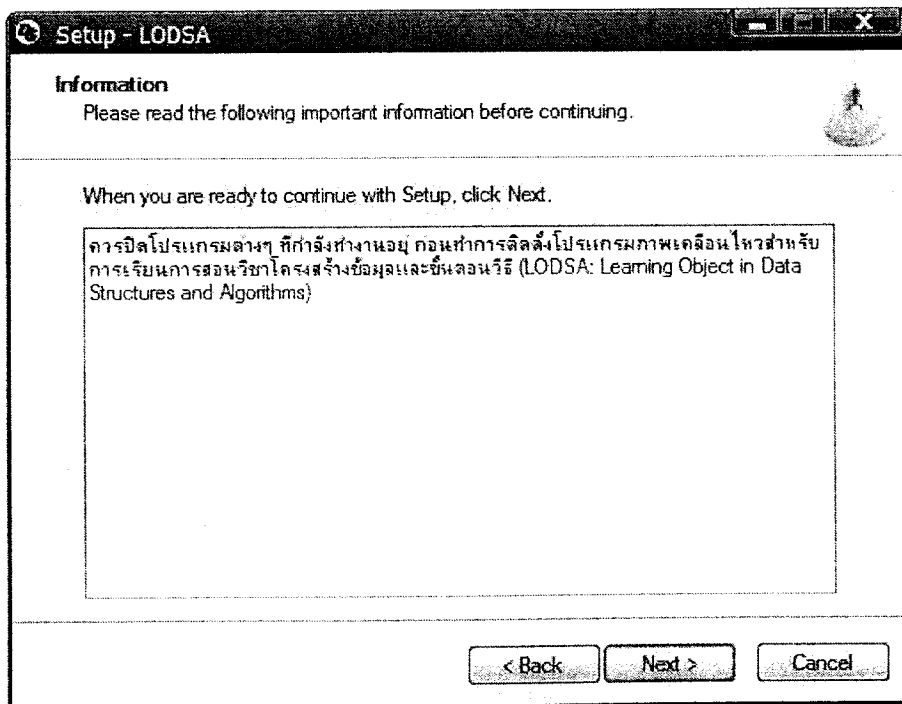 Setup - LODSA
Information
Please read the following important information before continuing.
When you are ready to continue with Setup, click Next.
ควรปิดโปรแกรมต่างๆ ที่กำลังทำงานอยู่ ก่อนทำการติดตั้งโปรแกรมภาพเคลื่อนไหวสำหรับ
การเรียนการสอนวิชาโครงสร้างข้อมูลและขั้นตอนวิธี (LODSA: Learning Object in Data
Structures and Algorithms)
< Back
Next >
Cancel